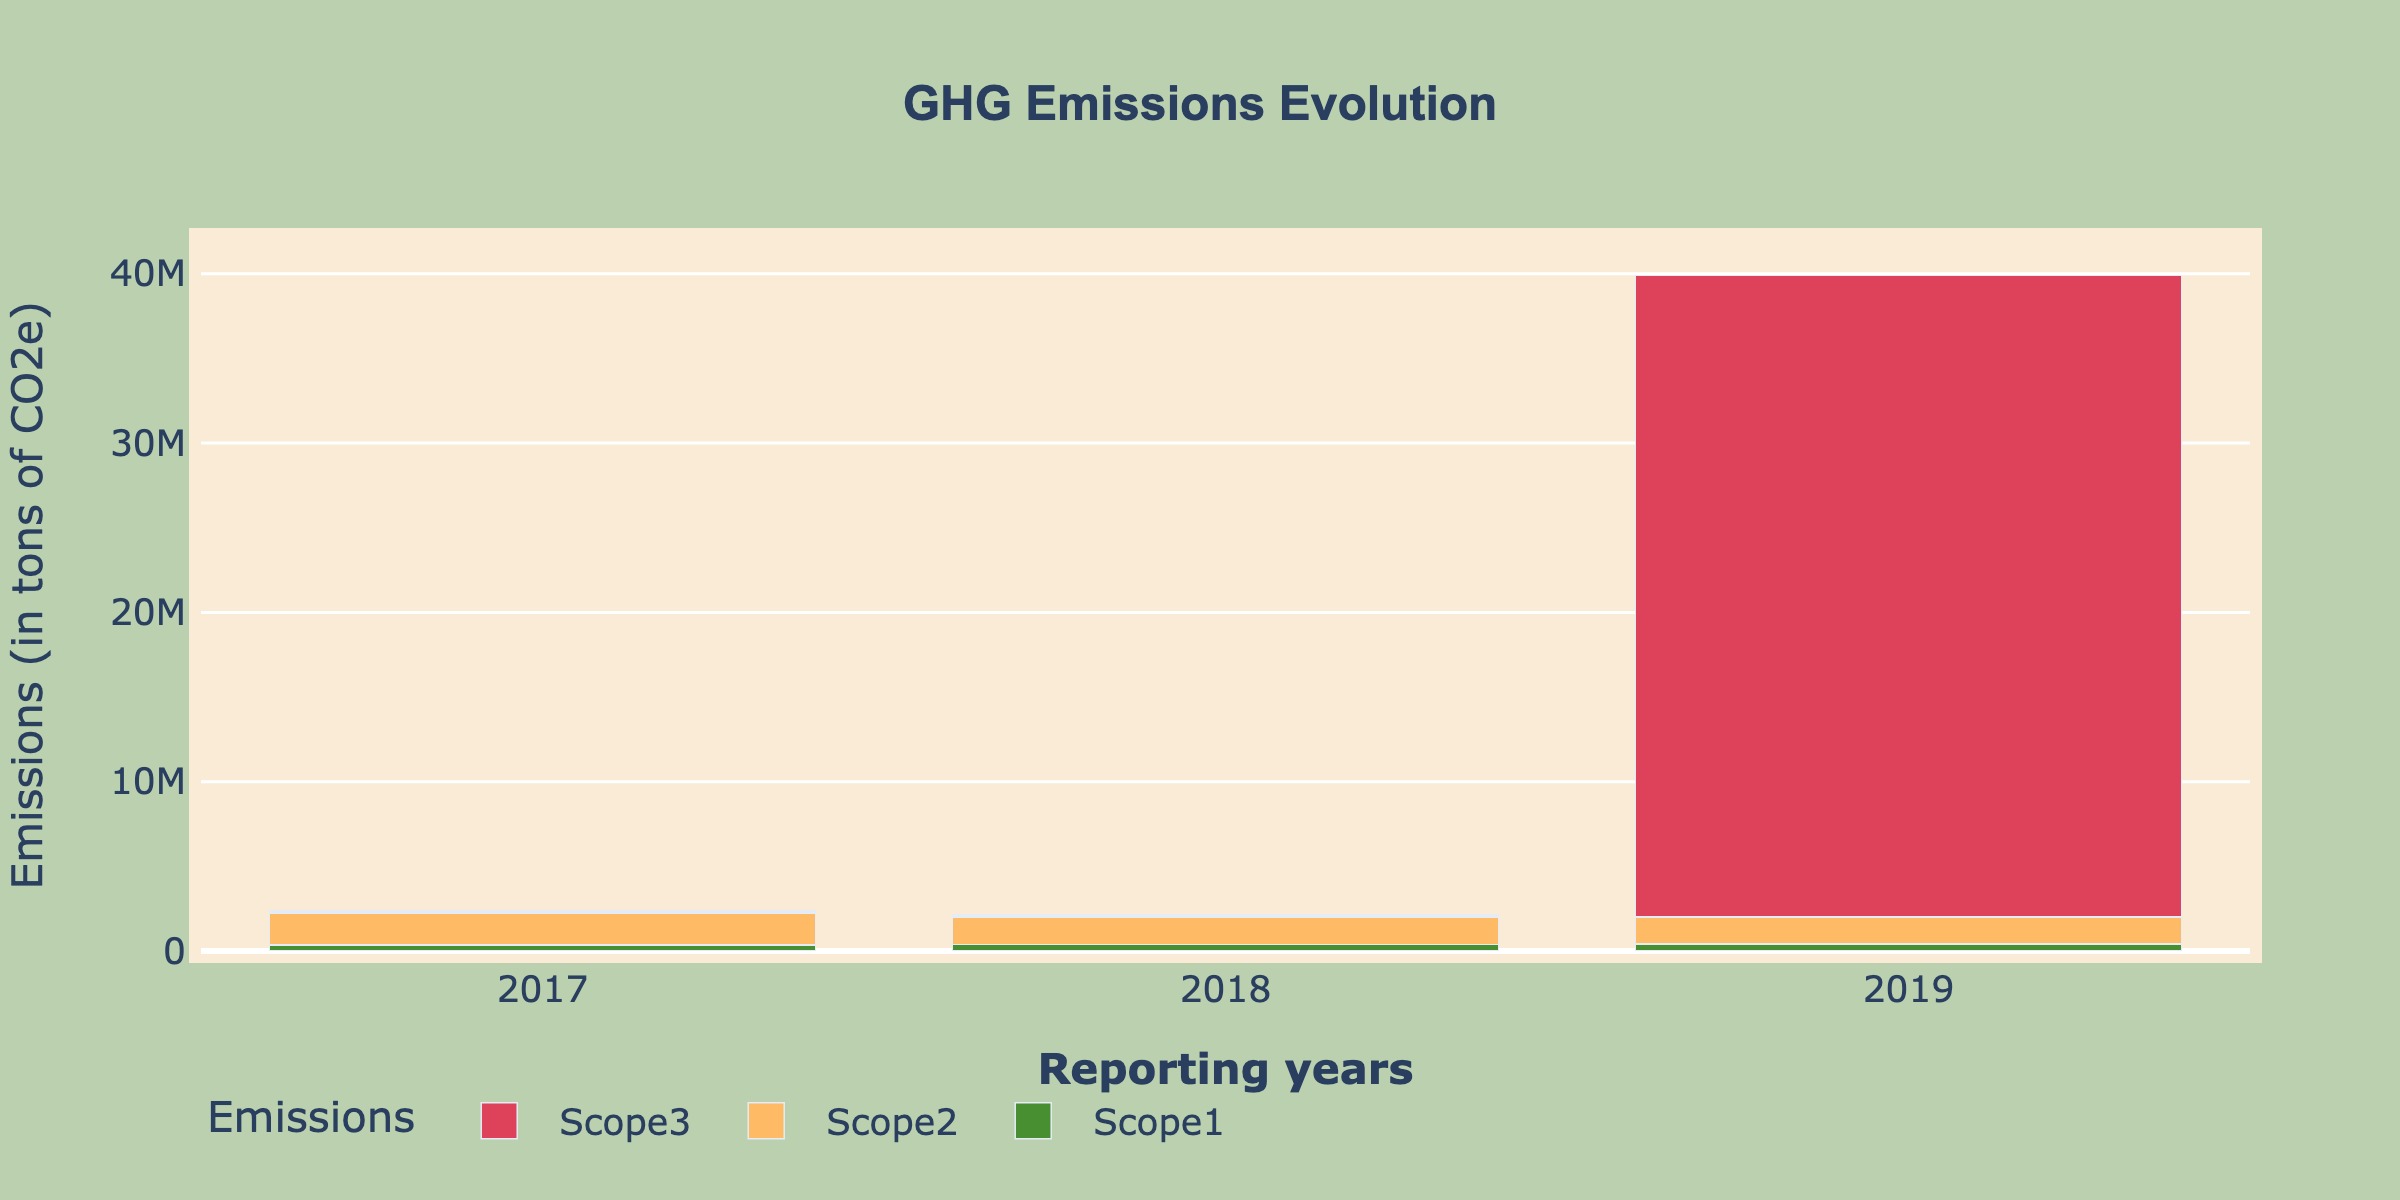 GHG Emissions Evolution
Emissions (in tons of CO2e)
40M
30M
20M
10M
0
2017 2018 2019
Reporting years
Emissions Scope3 Scope2 Scope1